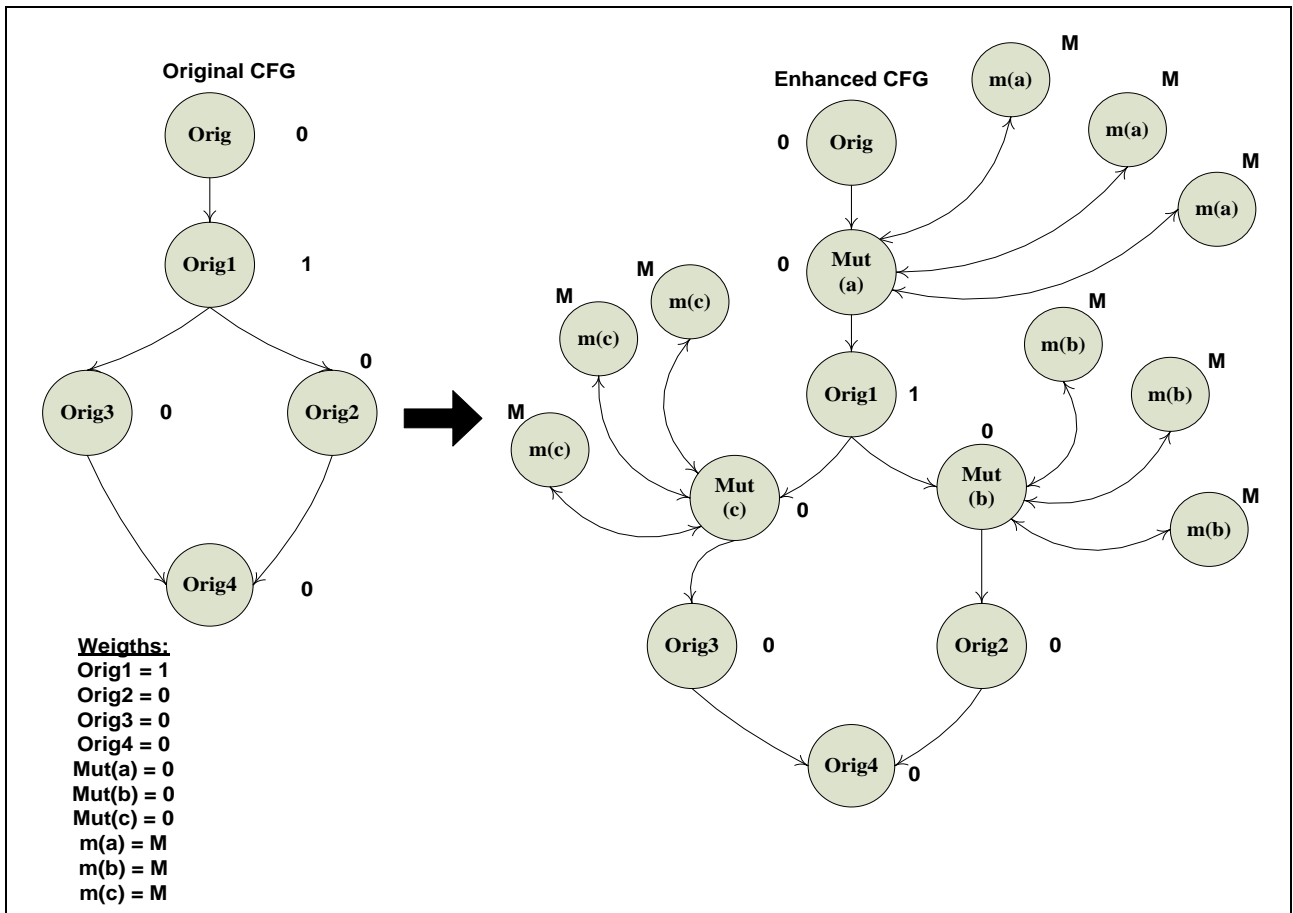 Original CFG
Orig
0
Orig1
1
0
Orig3
0
Orig2
Orig4
0
Weigths:
Orig1 = 1
Orig2 = 0
Orig3 = 0
Orig4 = 0
Mut(a) = 0
Mut(b) = 0
Mut(c) = 0
m(a) = M
m(b) = M
m(c) = M
Enhanced CFG
0
Orig
M
m(a)
M
m(a)
M
m(a)
0
Mut
(a)
M
m(c)
M
m(c)
M
m(c)
Orig1
1
M
m(b)
M
m(b)
M
m(b)
Mut
(c)
0
0
Mut
(b)
Orig3
0
Orig2
0
Orig4
0